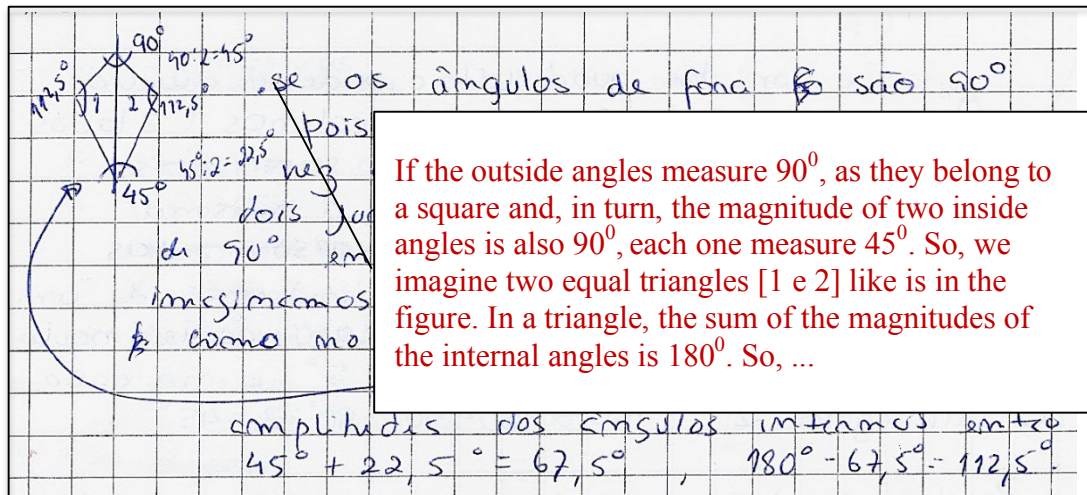 90°
90:2=45°
112,5°
1
2
112,5°
45°:2=22,5°
45°
.se os ângulos de fora são 90°
pois
vez
dois
de 90° em
imaginamos
como no
amplitudes dos ângulos internos então
45° + 22,5° = 67,5° , 180° - 67,5° = 112,5°.
If the outside angles measure 90⁰, as they belong to
a square and, in turn, the magnitude of two inside
angles is also 90⁰, each one measure 45⁰. So, we
imagine two equal triangles [1 e 2] like is in the
figure. In a triangle, the sum of the magnitudes of
the internal angles is 180⁰. So, ...